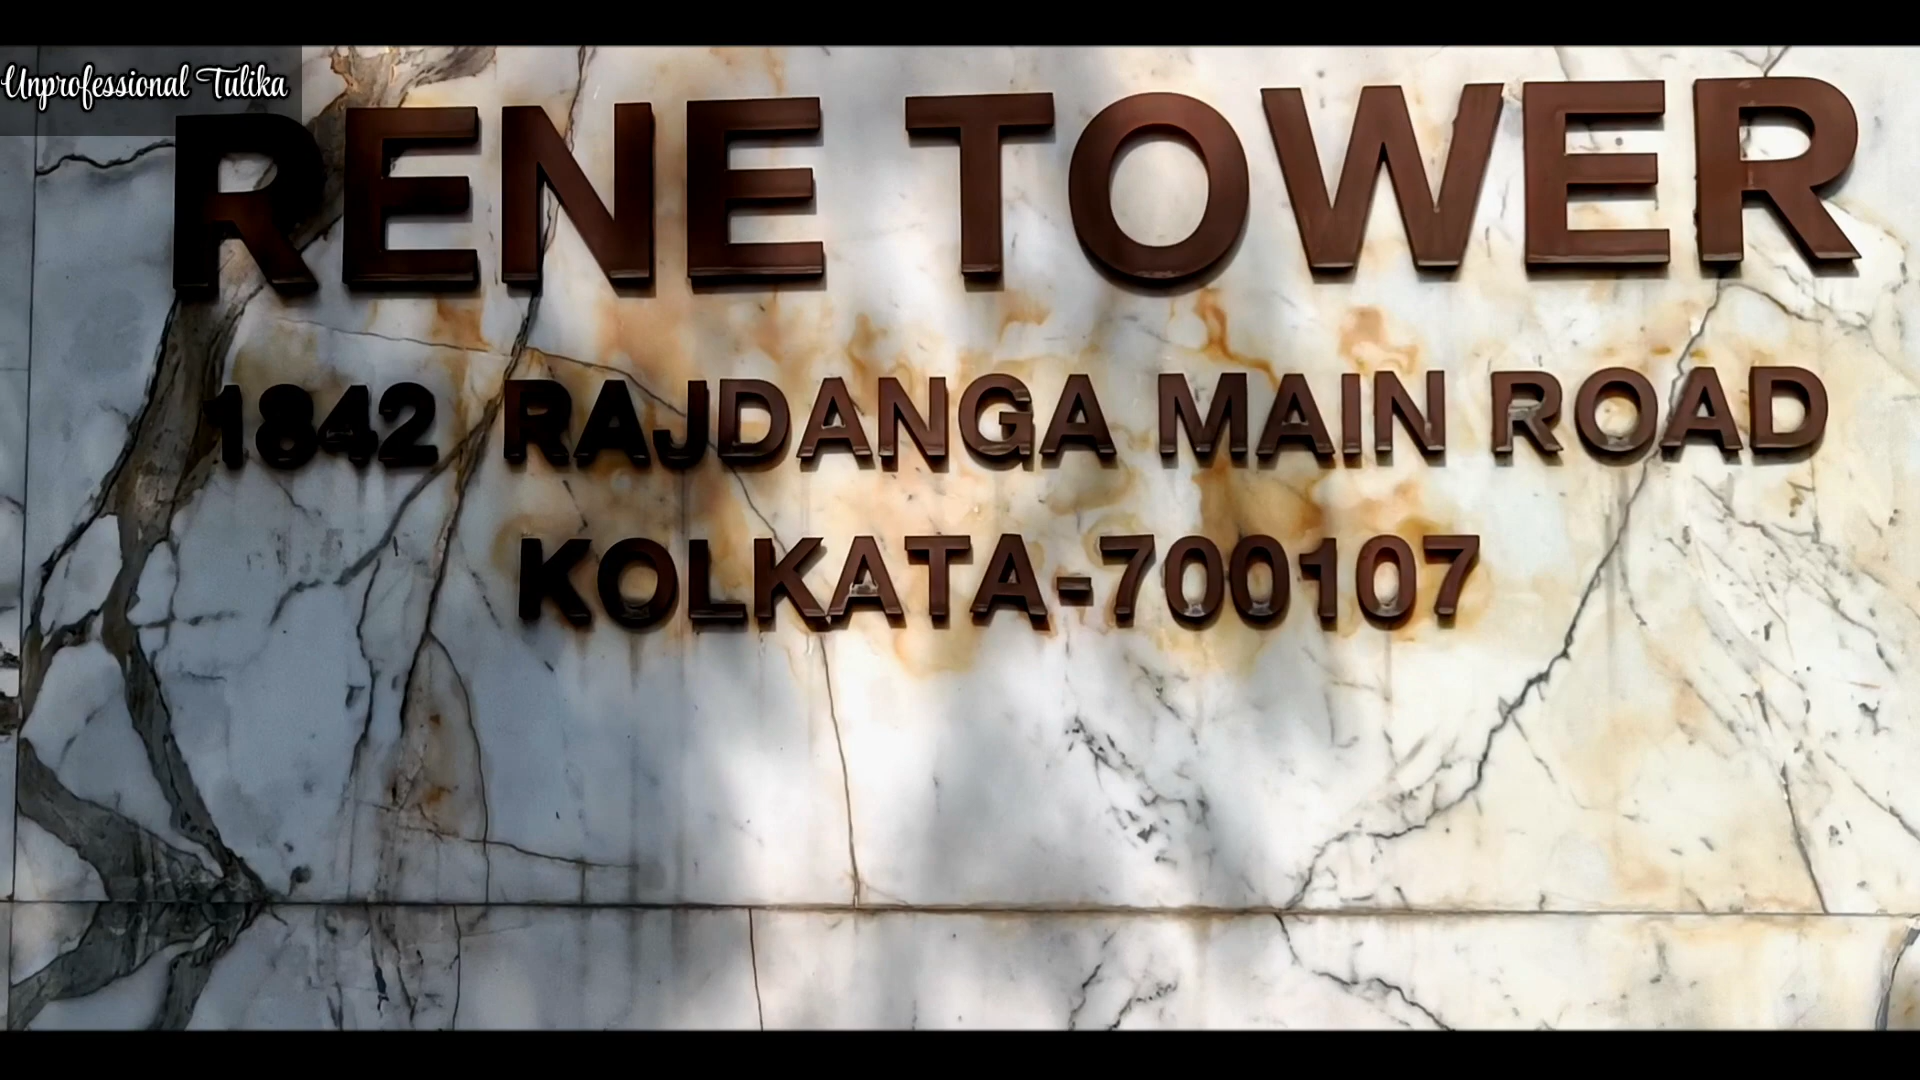 Unprofessional Tulika
RENE TOWER
1842 RAJDANGA MAIN ROAD
KOLKATA-700107